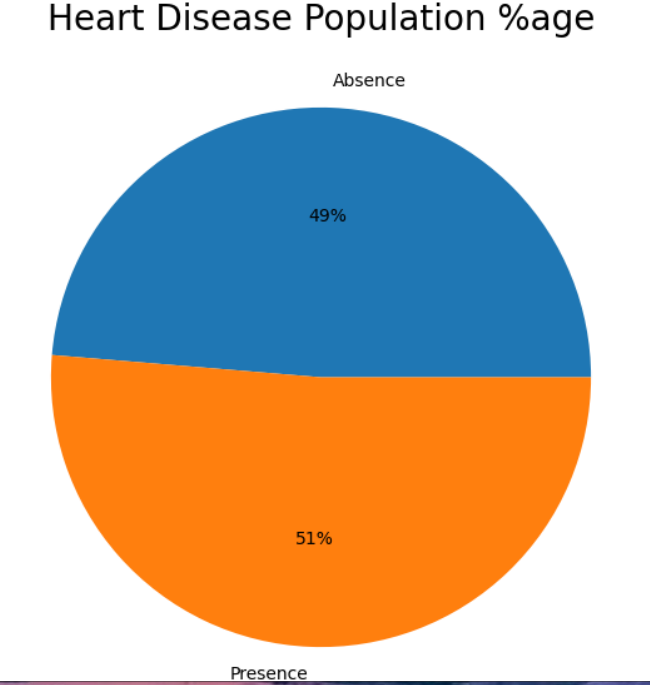 Heart Disease Population %age
Absence
49%
51%
Presence